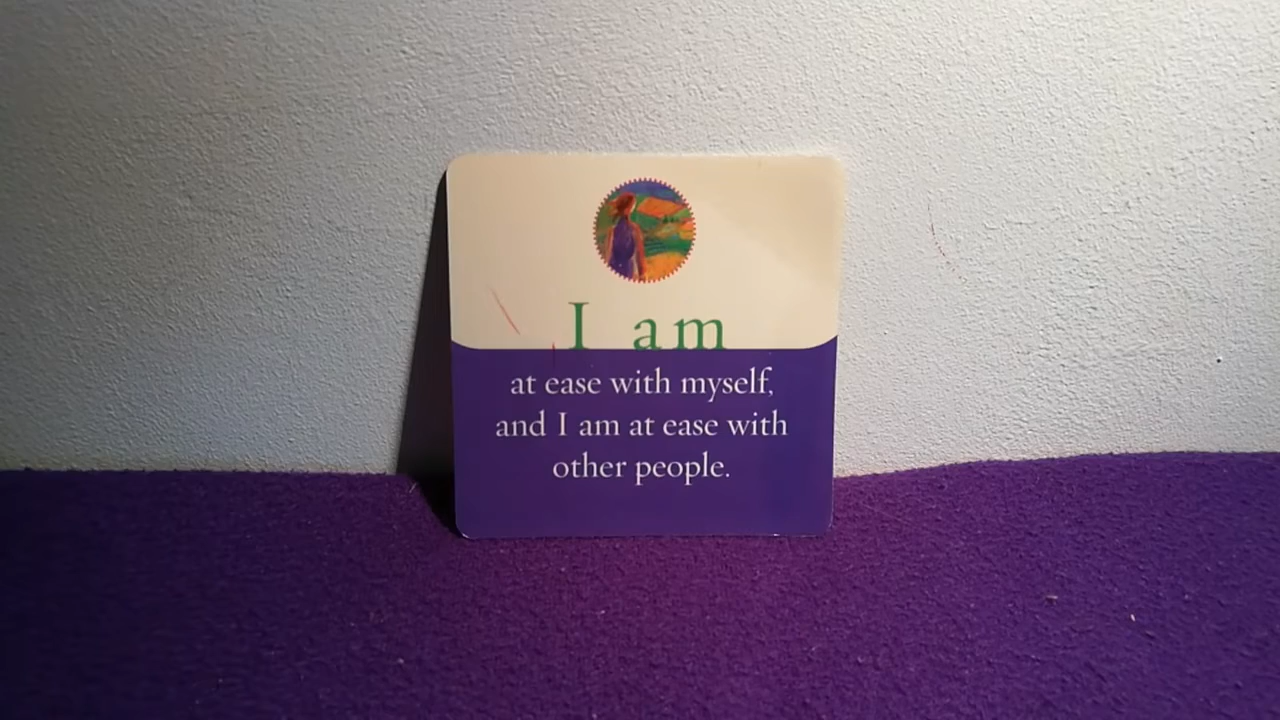 I am
at ease with myself,
and I am at ease with
other people.